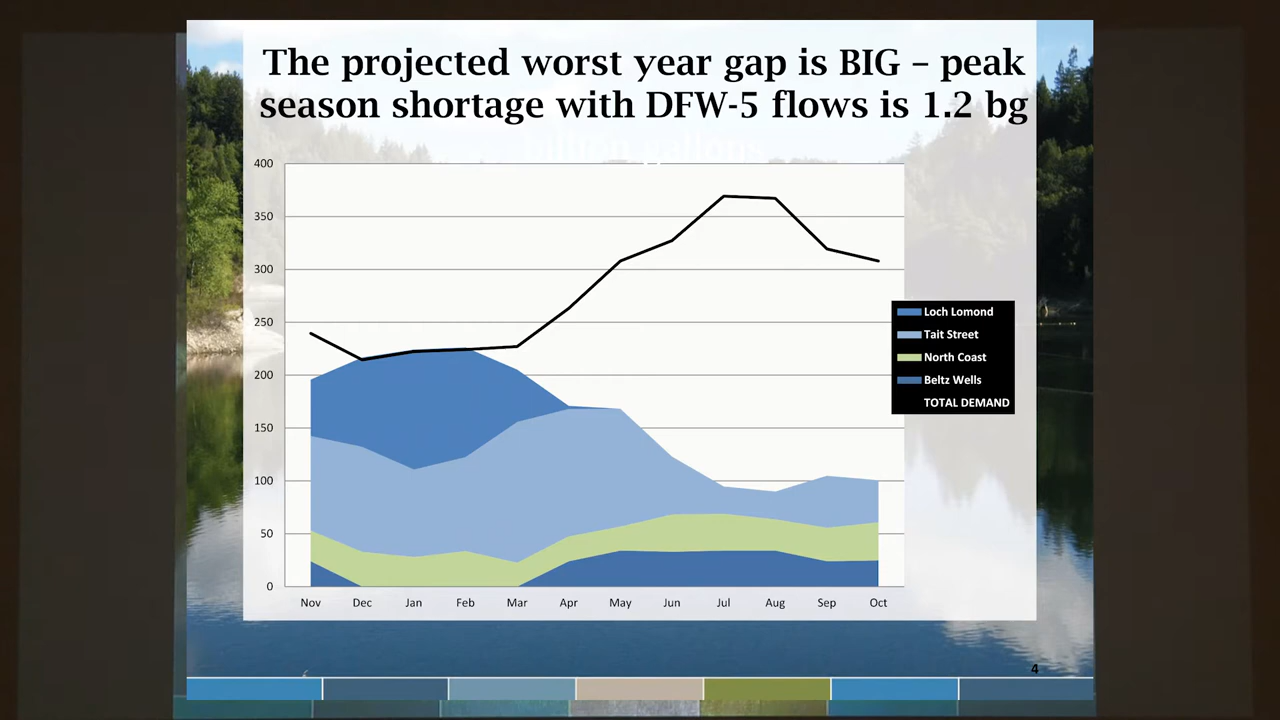 The projected worst year gap is BIG – peak
season shortage with DFW-5 flows is 1.2 bg
billion gallons
400
350
300
250
200
150
100
50
0
Nov Dec Jan Feb Mar Apr May Jun Jul Aug Sep Oct
Loch Lomond
Tait Street
North Coast
Beltz Wells
TOTAL DEMAND
4